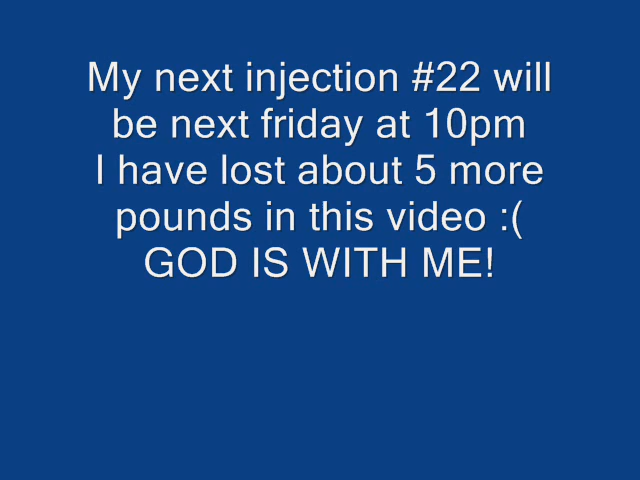 My next injection #22 will
be next friday at 10pm
I have lost about 5 more
pounds in this video :(
GOD IS WITH ME!